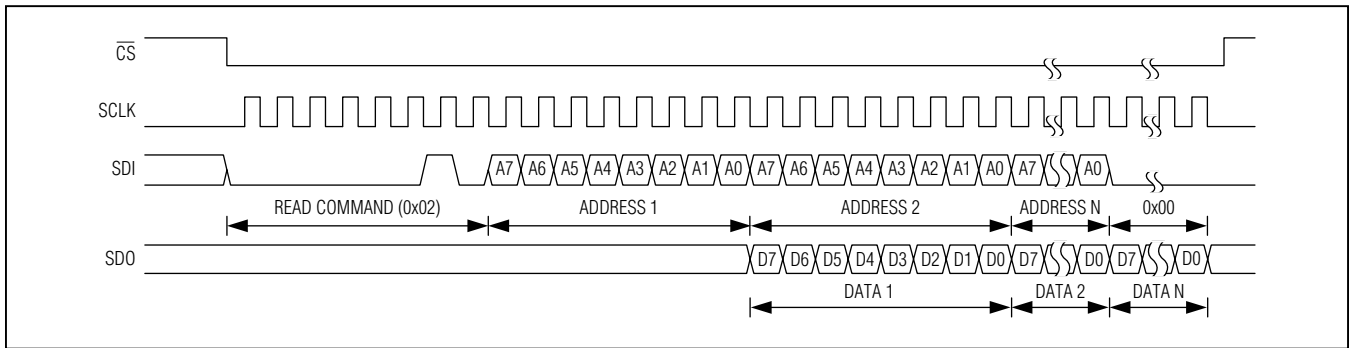 CS
SCLK
SDI A7 A6 A5 A4 A3 A2 A1 A0 A7 A6 A5 A4 A3 A2 A1 A0 A7 A0
READ COMMAND (0x02) ADDRESS 1 ADDRESS 2 ADDRESS N 0x00
SDO D7 D6 D5 D4 D3 D2 D1 D0 D7 D0 D7 D0
DATA 1 DATA 2 DATA N